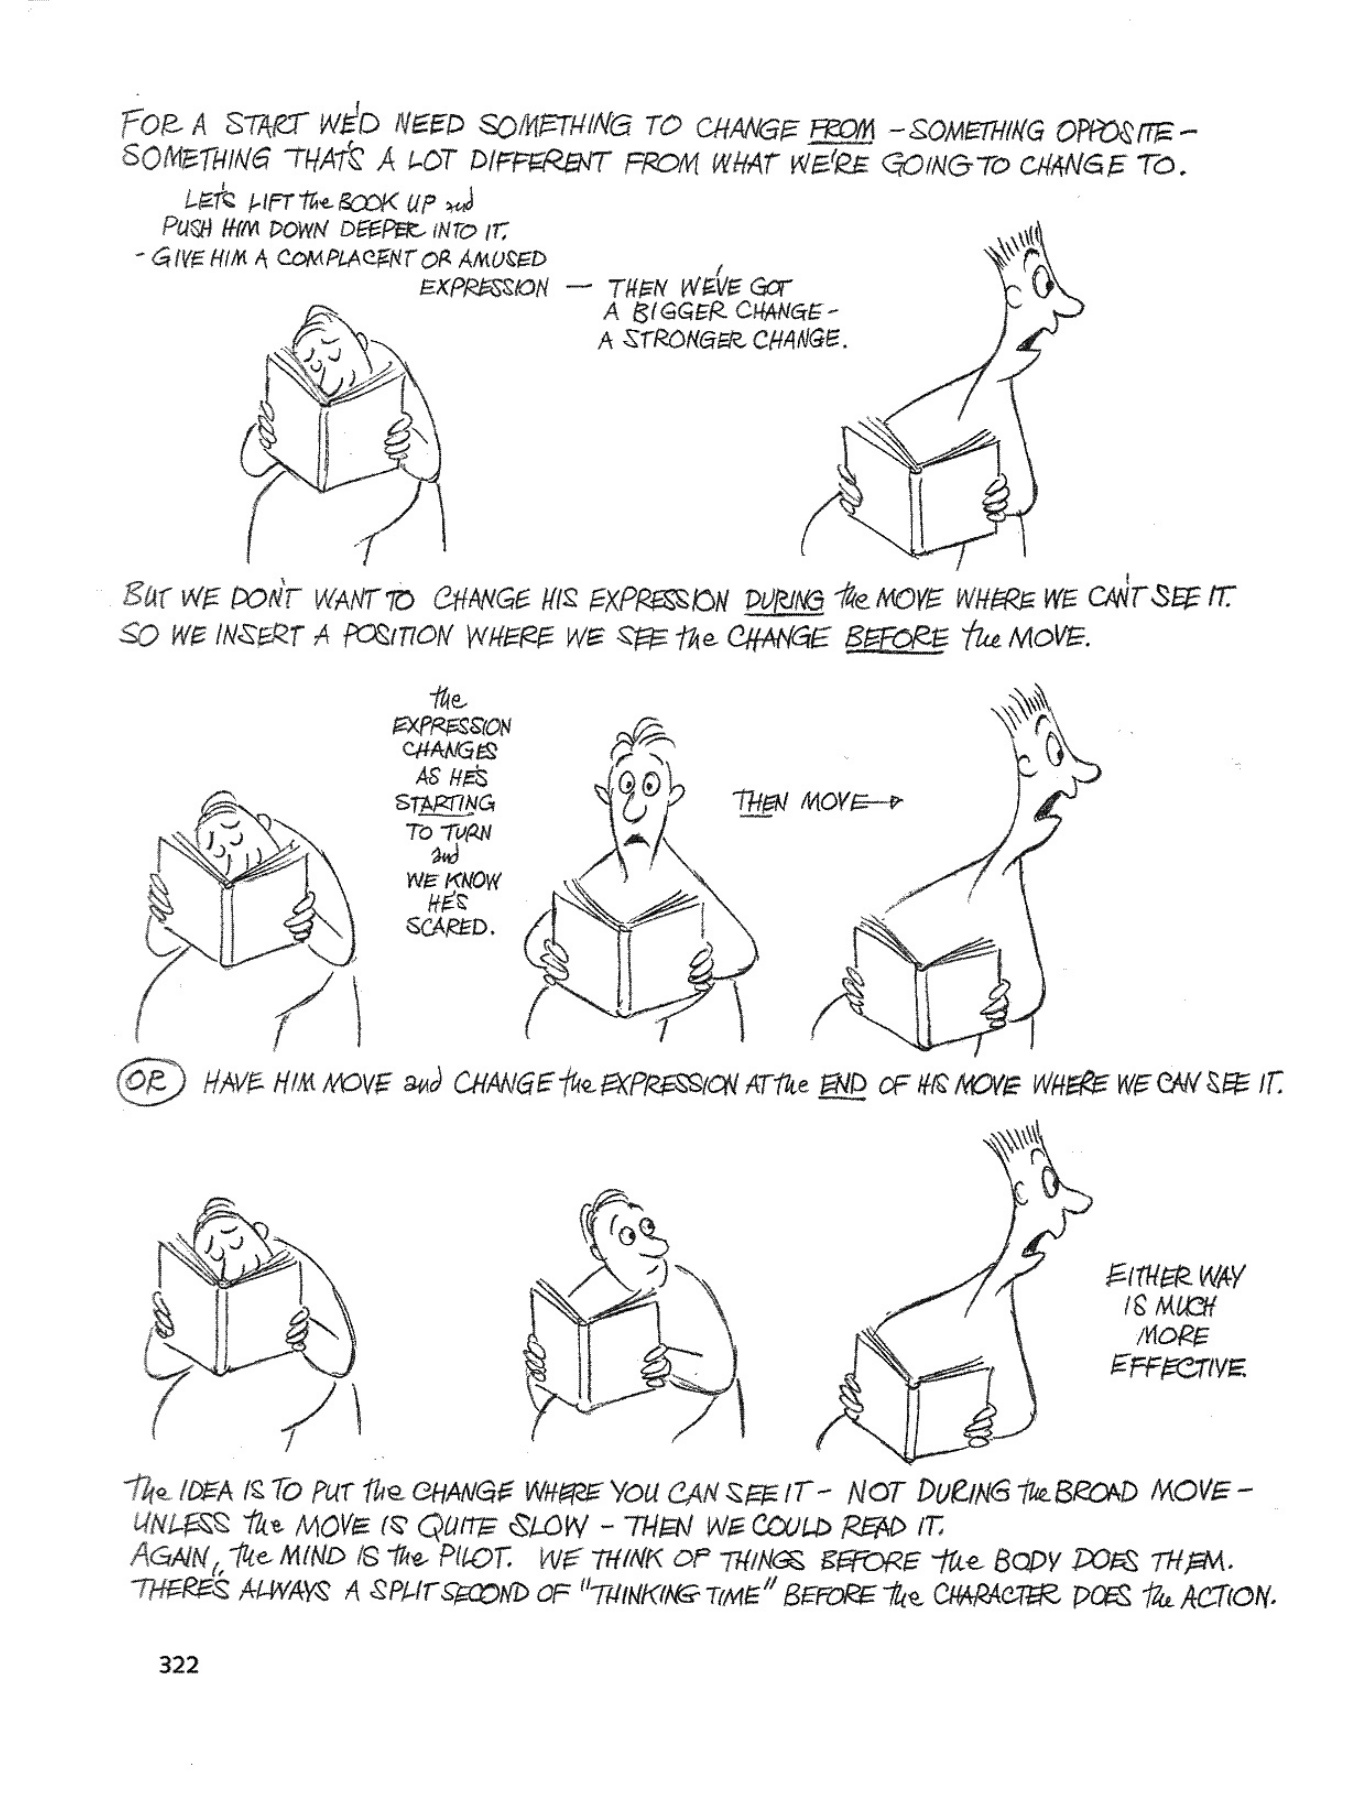 FOR A START WE'D NEED SOMETHING TO CHANGE FROM - SOMETHING OPPOSITE -
SOMETHING THAT'S A LOT DIFFERENT FROM WHAT WE'RE GOING TO CHANGE TO.
LET'S LIFT the BOOK UP and
PUSH HIM DOWN DEEPER INTO IT.
- GIVE HIM A COMPLACENT OR AMUSED
EXPRESSION — THEN WE'VE GOT
A BIGGER CHANGE -
A STRONGER CHANGE.
BUT WE DON'T WANT TO CHANGE HIS EXPRESSION DURING the MOVE WHERE WE CAN'T SEE IT.
SO WE INSERT A POSITION WHERE WE SEE the CHANGE BEFORE the MOVE.
the
EXPRESSION
CHANGES
AS HE'S
STARTING
TO TURN
and
WE KNOW
HE'S
SCARED.
THEN MOVE
OR HAVE HIM MOVE and CHANGE the EXPRESSION AT the END OF HIS MOVE WHERE WE CAN SEE IT.
EITHER WAY
IS MUCH
MORE
EFFECTIVE.
The IDEA IS TO PUT the CHANGE WHERE YOU CAN SEE IT - NOT DURING the BROAD MOVE -
UNLESS the MOVE IS QUITE SLOW - THEN WE COULD READ IT.
AGAIN, the MIND IS the PILOT. WE THINK OF THINGS BEFORE the BODY DOES THEM.
THERE'S ALWAYS A SPLIT SECOND OF "THINKING TIME" BEFORE the CHARACTER DOES the ACTION.
322